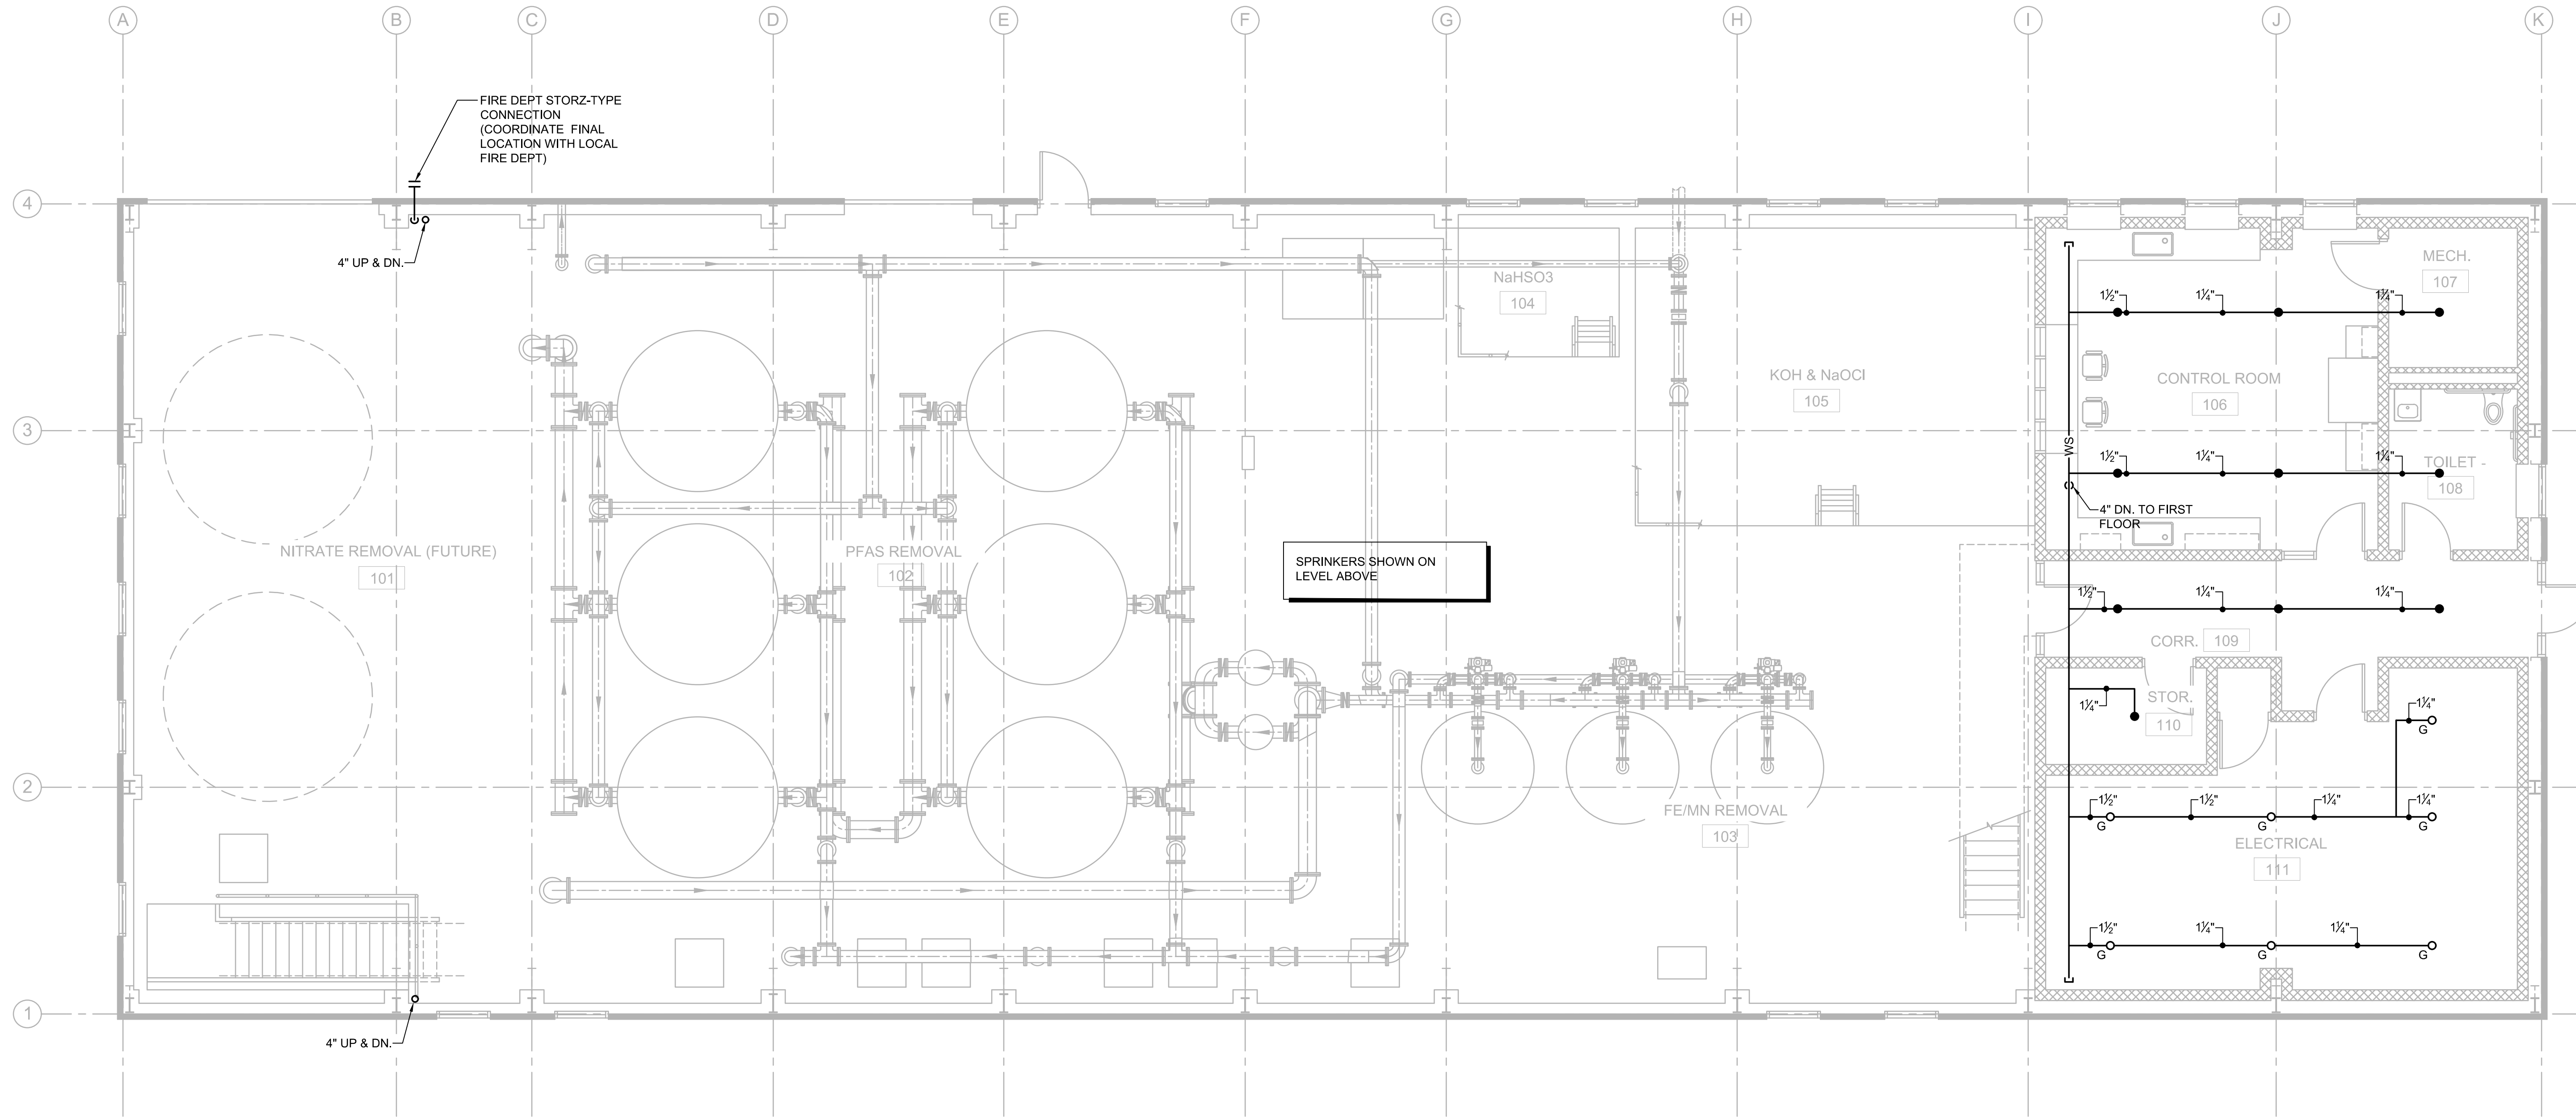 A B C D E F G H I J K
FIRE DEPT STORZ-TYPE
CONNECTION
(COORDINATE FINAL
LOCATION WITH LOCAL
FIRE DEPT)
4
4" UP & DN.
NaHSO3
104
MECH.
107
1½" 1¼" 1¼"
KOH & NaOCl
105
CONTROL ROOM
106
3
WS
1½" 1¼" 1¼"
TOILET -
108
4" DN. TO FIRST
FLOOR
NITRATE REMOVAL (FUTURE)
101
PFAS REMOVAL
102
SPRINKERS SHOWN ON
LEVEL ABOVE
1½" 1¼" 1¼"
CORR. 109
STOR.
110
1¼"
1¼"
G
2
FE/MN REMOVAL
103
1½" 1½" 1¼" 1¼"
G G G
ELECTRICAL
111
1½" 1¼" 1¼"
G G G
1
4" UP & DN.